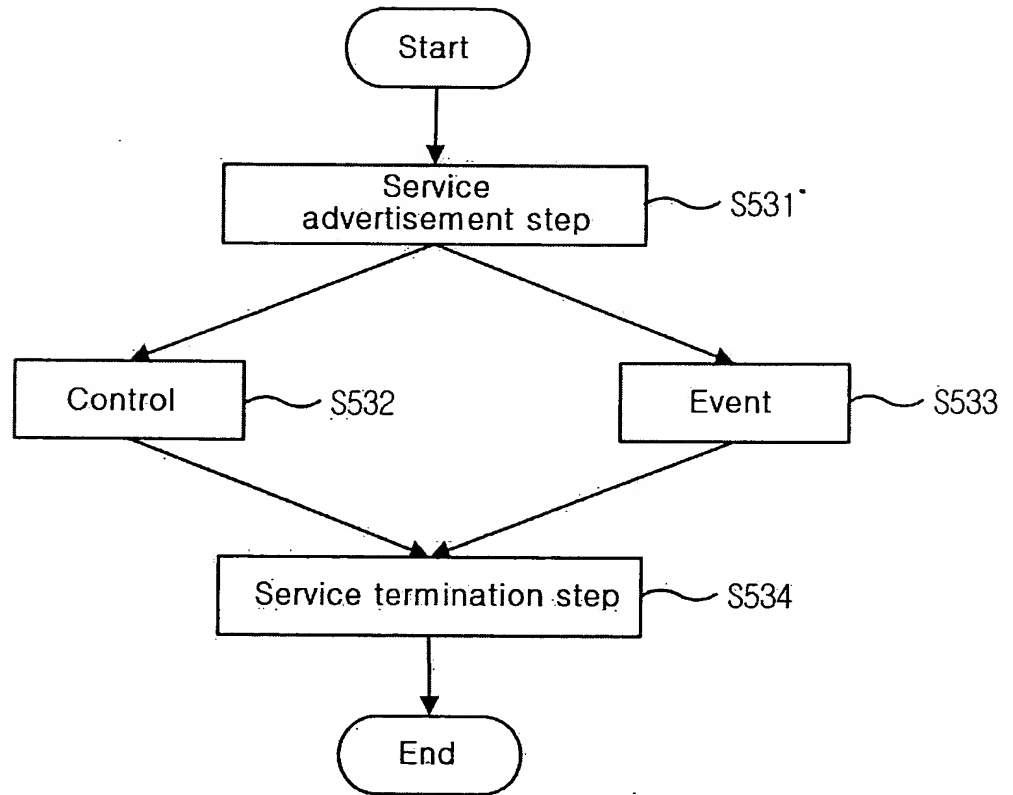 Start
Service
advertisement step
S531
Control
S532
Event
S533
Service termination step
S534
End